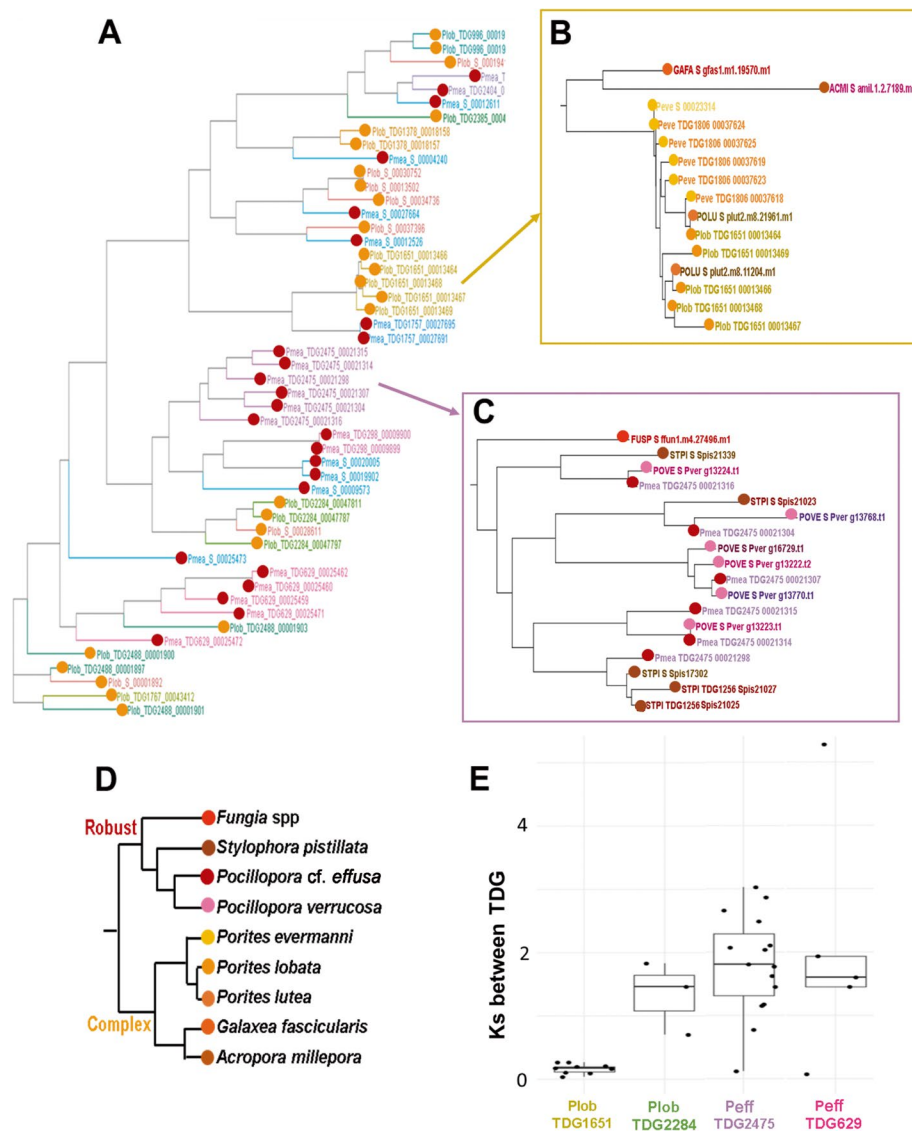 A
Plob_TDG996_00019
Plob_TDG996_00019
Plob_S_000194
Pmea_T
Pmea_TDG2404_0
Pmea_S_00012611
Plob_TDG2385_0004
Plob_TDG1378_00018158
Plob_TDG1378_00018157
Pmea_S_00004240
Plob_S_00030752
Plob_S_00013502
Plob_S_00034736
Pmea_S_00027664
Plob_S_00037396
Pmea_S_00012526
Plob_TDG1651_00013466
Plob_TDG1651_00013464
Plob_TDG1651_00013468
Plob_TDG1651_00013467
Plob_TDG1651_00013469
Pmea_TDG1757_00027695
Pmea_TDG1757_00027691
Pmea_TDG2475_00021315
Pmea_TDG2475_00021314
Pmea_TDG2475_00021298
Pmea_TDG2475_00021307
Pmea_TDG2475_00021304
Pmea_TDG2475_00021316
Pmea_TDG298_00009900
Pmea_TDG298_00009899
Pmea_S_00020005
Pmea_S_00019902
Pmea_S_00009573
Plob_TDG2284_00047811
Plob_TDG2284_00047787
Plob_S_00028611
Plob_TDG2284_00047797
Pmea_S_00025473
Pmea_TDG629_00025462
Pmea_TDG629_00025460
Pmea_TDG629_00025459
Pmea_TDG629_00025471
Plob_TDG2488_00001903
Pmea_TDG629_00025472
Plob_TDG2488_00001900
Plob_TDG2488_00001897
Plob_S_00001892
Plob_TDG1767_00043412
Plob_TDG2488_00001901
B
GAFA S gfas1.m1.19570.m1
ACMI S amil.1.2.7189.m
Peve S 00023314
Peve TDG1806 00037624
Peve TDG1806 00037625
Peve TDG1806 00037619
Peve TDG1806 00037623
Peve TDG1806 00037618
POLU S plut2.m8.21961.m1
Plob TDG1651 00013464
Plob TDG1651 00013469
POLU S plut2.m8.11204.m1
Plob TDG1651 00013466
Plob TDG1651 00013468
Plob TDG1651 00013467
C
FUSP S ffun1.m4.27496.m1
STPI S Spis21339
POVE S Pver g13224.t1
Pmea TDG2475 00021316
STPI S Spis21023
POVE S Pver g13768.t1
Pmea TDG2475 00021304
POVE S Pver g16729.t1
POVE S Pver g13222.t2
Pmea TDG2475 00021307
POVE S Pver g13770.t1
Pmea TDG2475 00021315
POVE S Pver g13223.t1
Pmea TDG2475 00021314
Pmea TDG2475 00021298
STPI S Spis17302
STPI TDG1256 Spis21027
STPI TDG1256 Spis21025
D
Robust
Complex
Fungia spp
Stylophora pistillata
Pocillopora cf. effusa
Pocillopora verrucosa
Porites evermanni
Porites lobata
Porites lutea
Galaxea fascicularis
Acropora millepora
E
Ks between TDG
4
2
0
Plob
TDG1651
Plob
TDG2284
Peff
TDG2475
Peff
TDG629